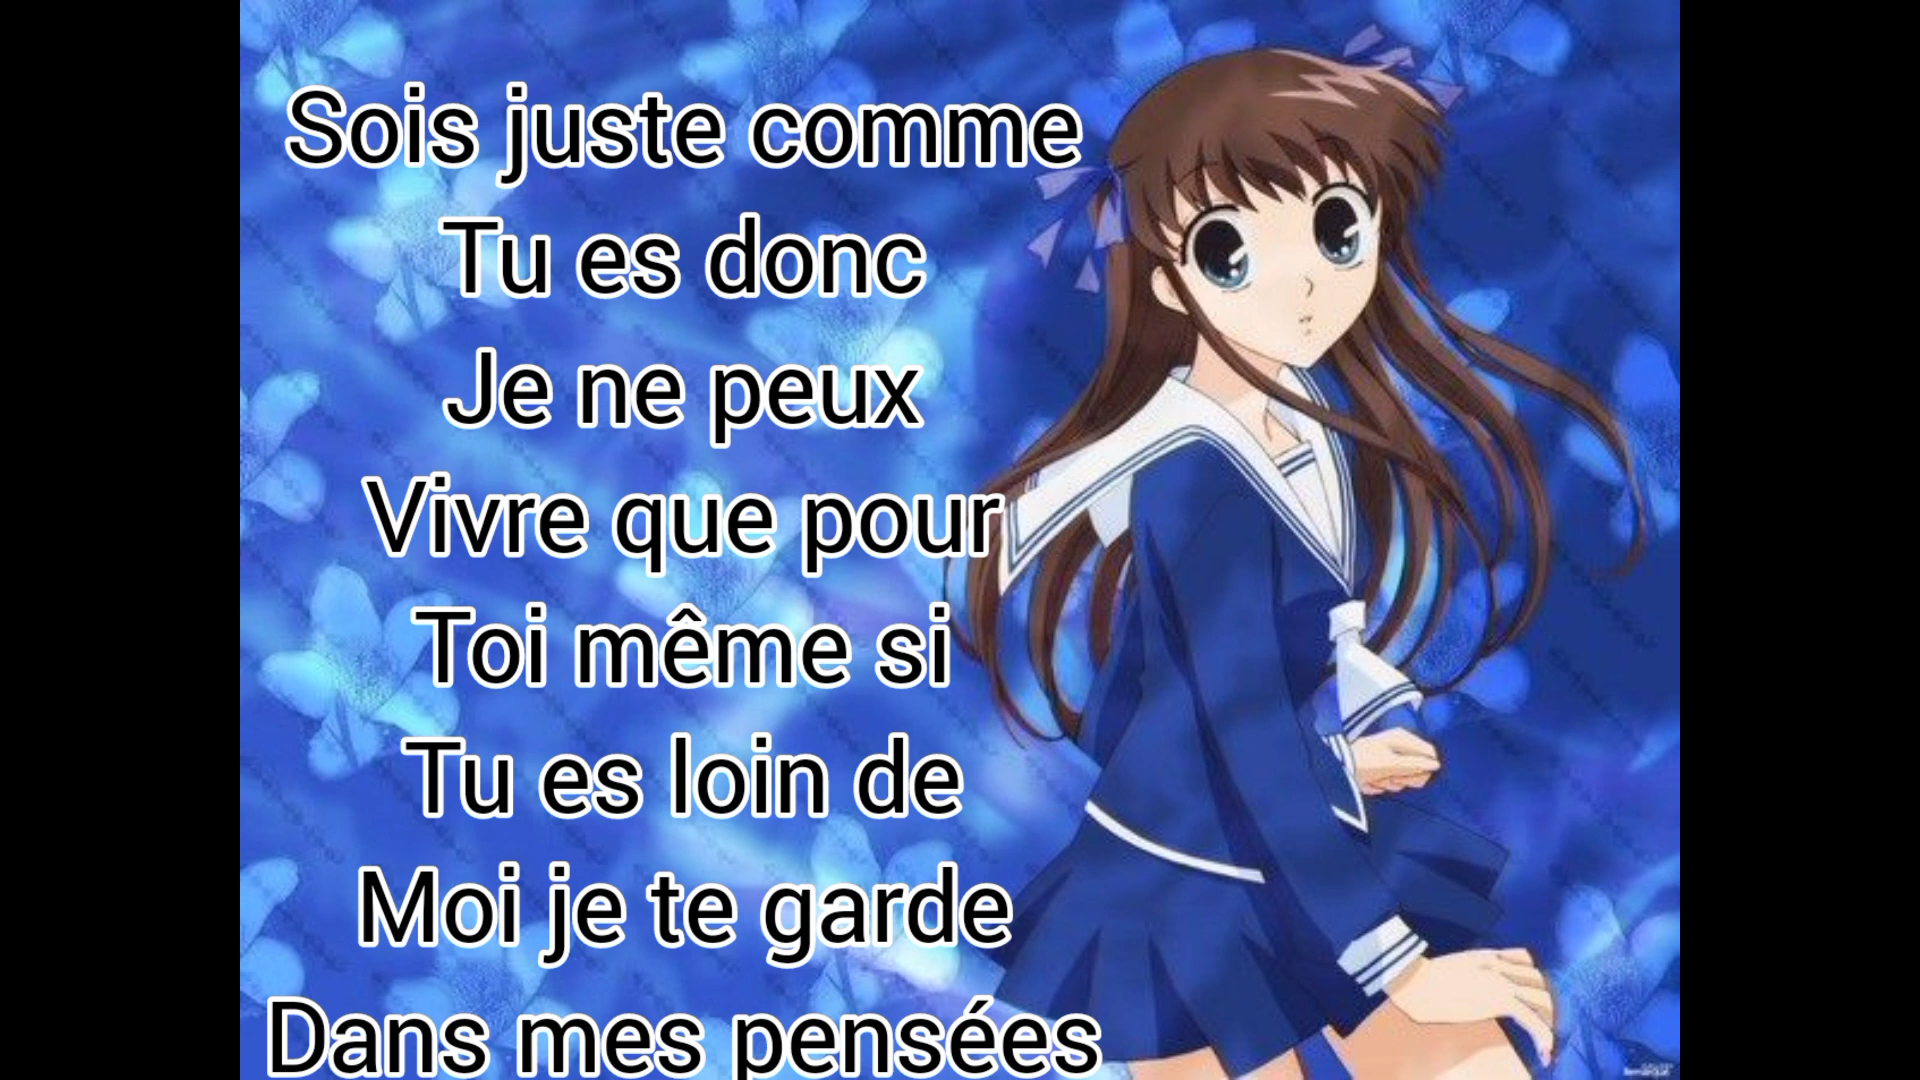 Sois juste comme
Tu es donc
Je ne peux
Vivre que pour
Toi même si
Tu es loin de
Moi je te garde
Dans mes pensées